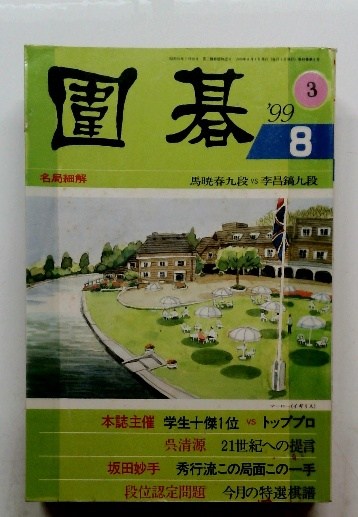 圍碁
3
'99
8
名局細解
馬暁春九段 vs 李昌鎬九段
本誌主催 学生十傑1位 vs トッププロ
呉清源 21世紀への提言
坂田妙手 秀行流この局面この一手
段位認定問題 今月の特選棋譜